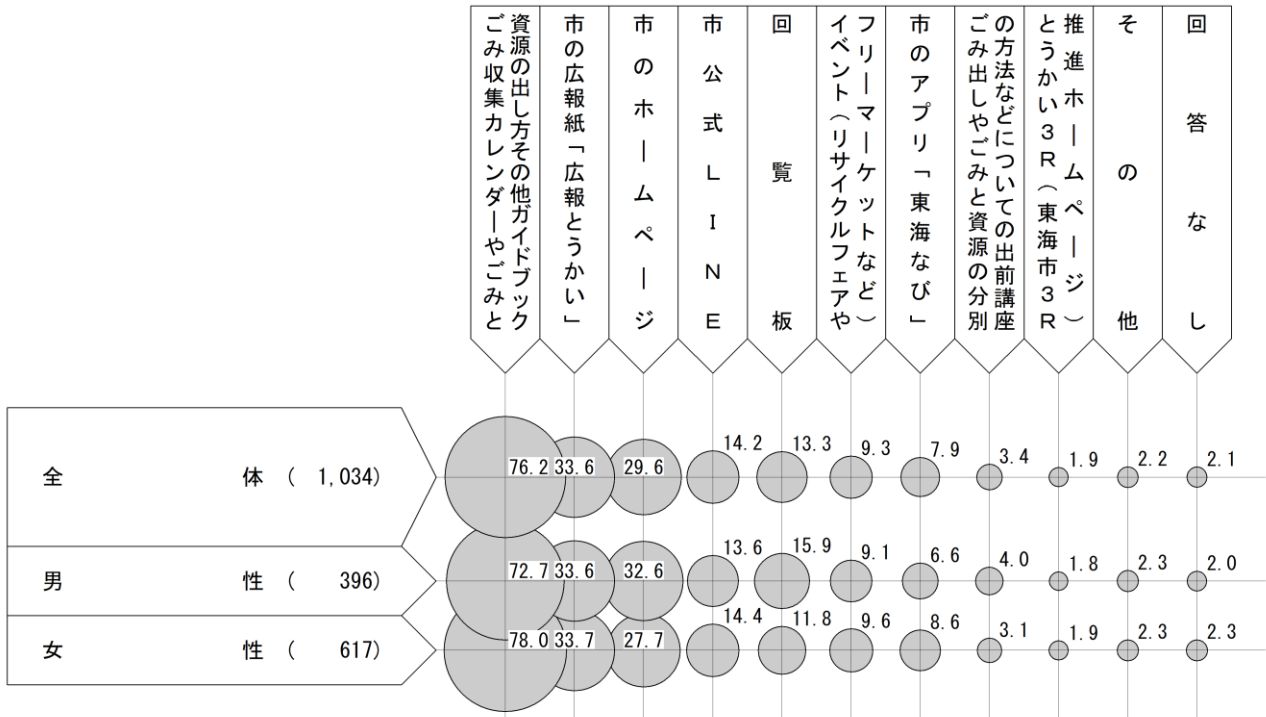 ごみ収集カレンダーやごみと
資源の出し方その他ガイドブック
市の広報紙「広報とうかい」
市のホームページ
市公式ＬＩＮＥ
回覧板
イベント（リサイクルフェアや
フリーマーケットなど）
市のアプリ「東海なび」
ごみ出しやごみと資源の分別
の方法などについての出前講座
とうかい３Ｒ（東海市３Ｒ
推進ホームページ）
その他
回答なし
全体 ( 1,034) 76.2 33.6 29.6 14.2 13.3 9.3 7.9 3.4 1.9 2.2 2.1
男性 ( 396) 72.7 33.6 32.6 13.6 15.9 9.1 6.6 4.0 1.8 2.3 2.0
女性 ( 617) 78.0 33.7 27.7 14.4 11.8 9.6 8.6 3.1 1.9 2.3 2.3